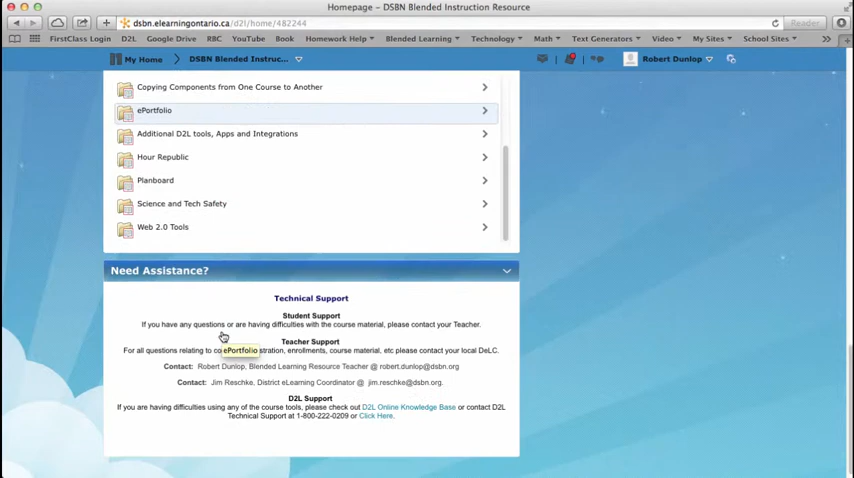 Homepage - DSBN Blended Instruction Resource
dsbn.elearningontario.ca/d2l/home/482244
Reader
FirstClass Login D2L Google Drive RBC YouTube Book Homework Help Blended Learning Technology Math Text Generators Video My Sites School Sites
My Home DSBN Blended Instruc... Robert Dunlop
Copying Components from One Course to Another
ePortfolio
Additional D2L tools, Apps and Integrations
Hour Republic
Planboard
Science and Tech Safety
Web 2.0 Tools
Need Assistance?
Technical Support
Student Support
If you have any questions or are having difficulties with the course material, please contact your Teacher.
Teacher Support
For all questions relating to co ePortfolio stration, enrollments, course material, etc please contact your local DeLC.
Contact: Robert Dunlop, Blended Learning Resource Teacher @ robert.dunlop@dsbn.org
Contact: Jim Reschke, District eLearning Coordinator @ jim.reschke@dsbn.org.
D2L Support
If you are having difficulties using any of the course tools, please check out D2L Online Knowledge Base or contact D2L
Technical Support at 1-800-222-0209 or Click Here.